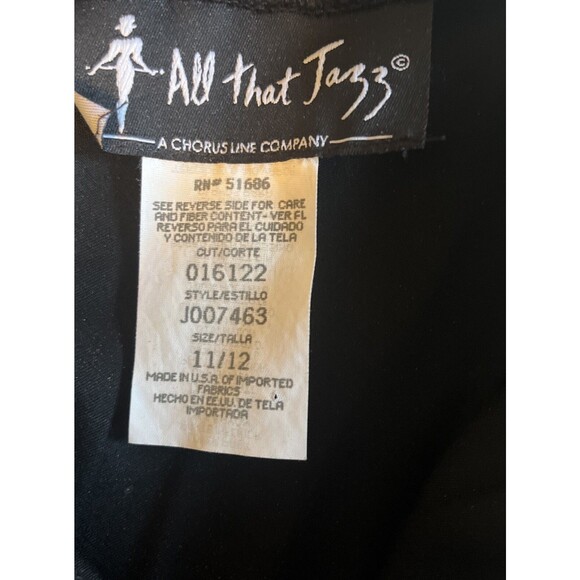 All that Jazz©
A CHORUS LINE COMPANY
RN# 51686
SEE REVERSE SIDE FOR CARE
AND FIBER CONTENT-VER FL
REVERSO PARA EL CUIDADO
Y CONTENIDO DE LA TELA
CUT/CORTE
016122
STYLE/ESTILLO
J007463
SIZE/TALLA
11/12
MADE IN U.S.A. OF IMPORTED
FABRICS
HECHO EN EE.UU. DE TELA
IMPORTADA